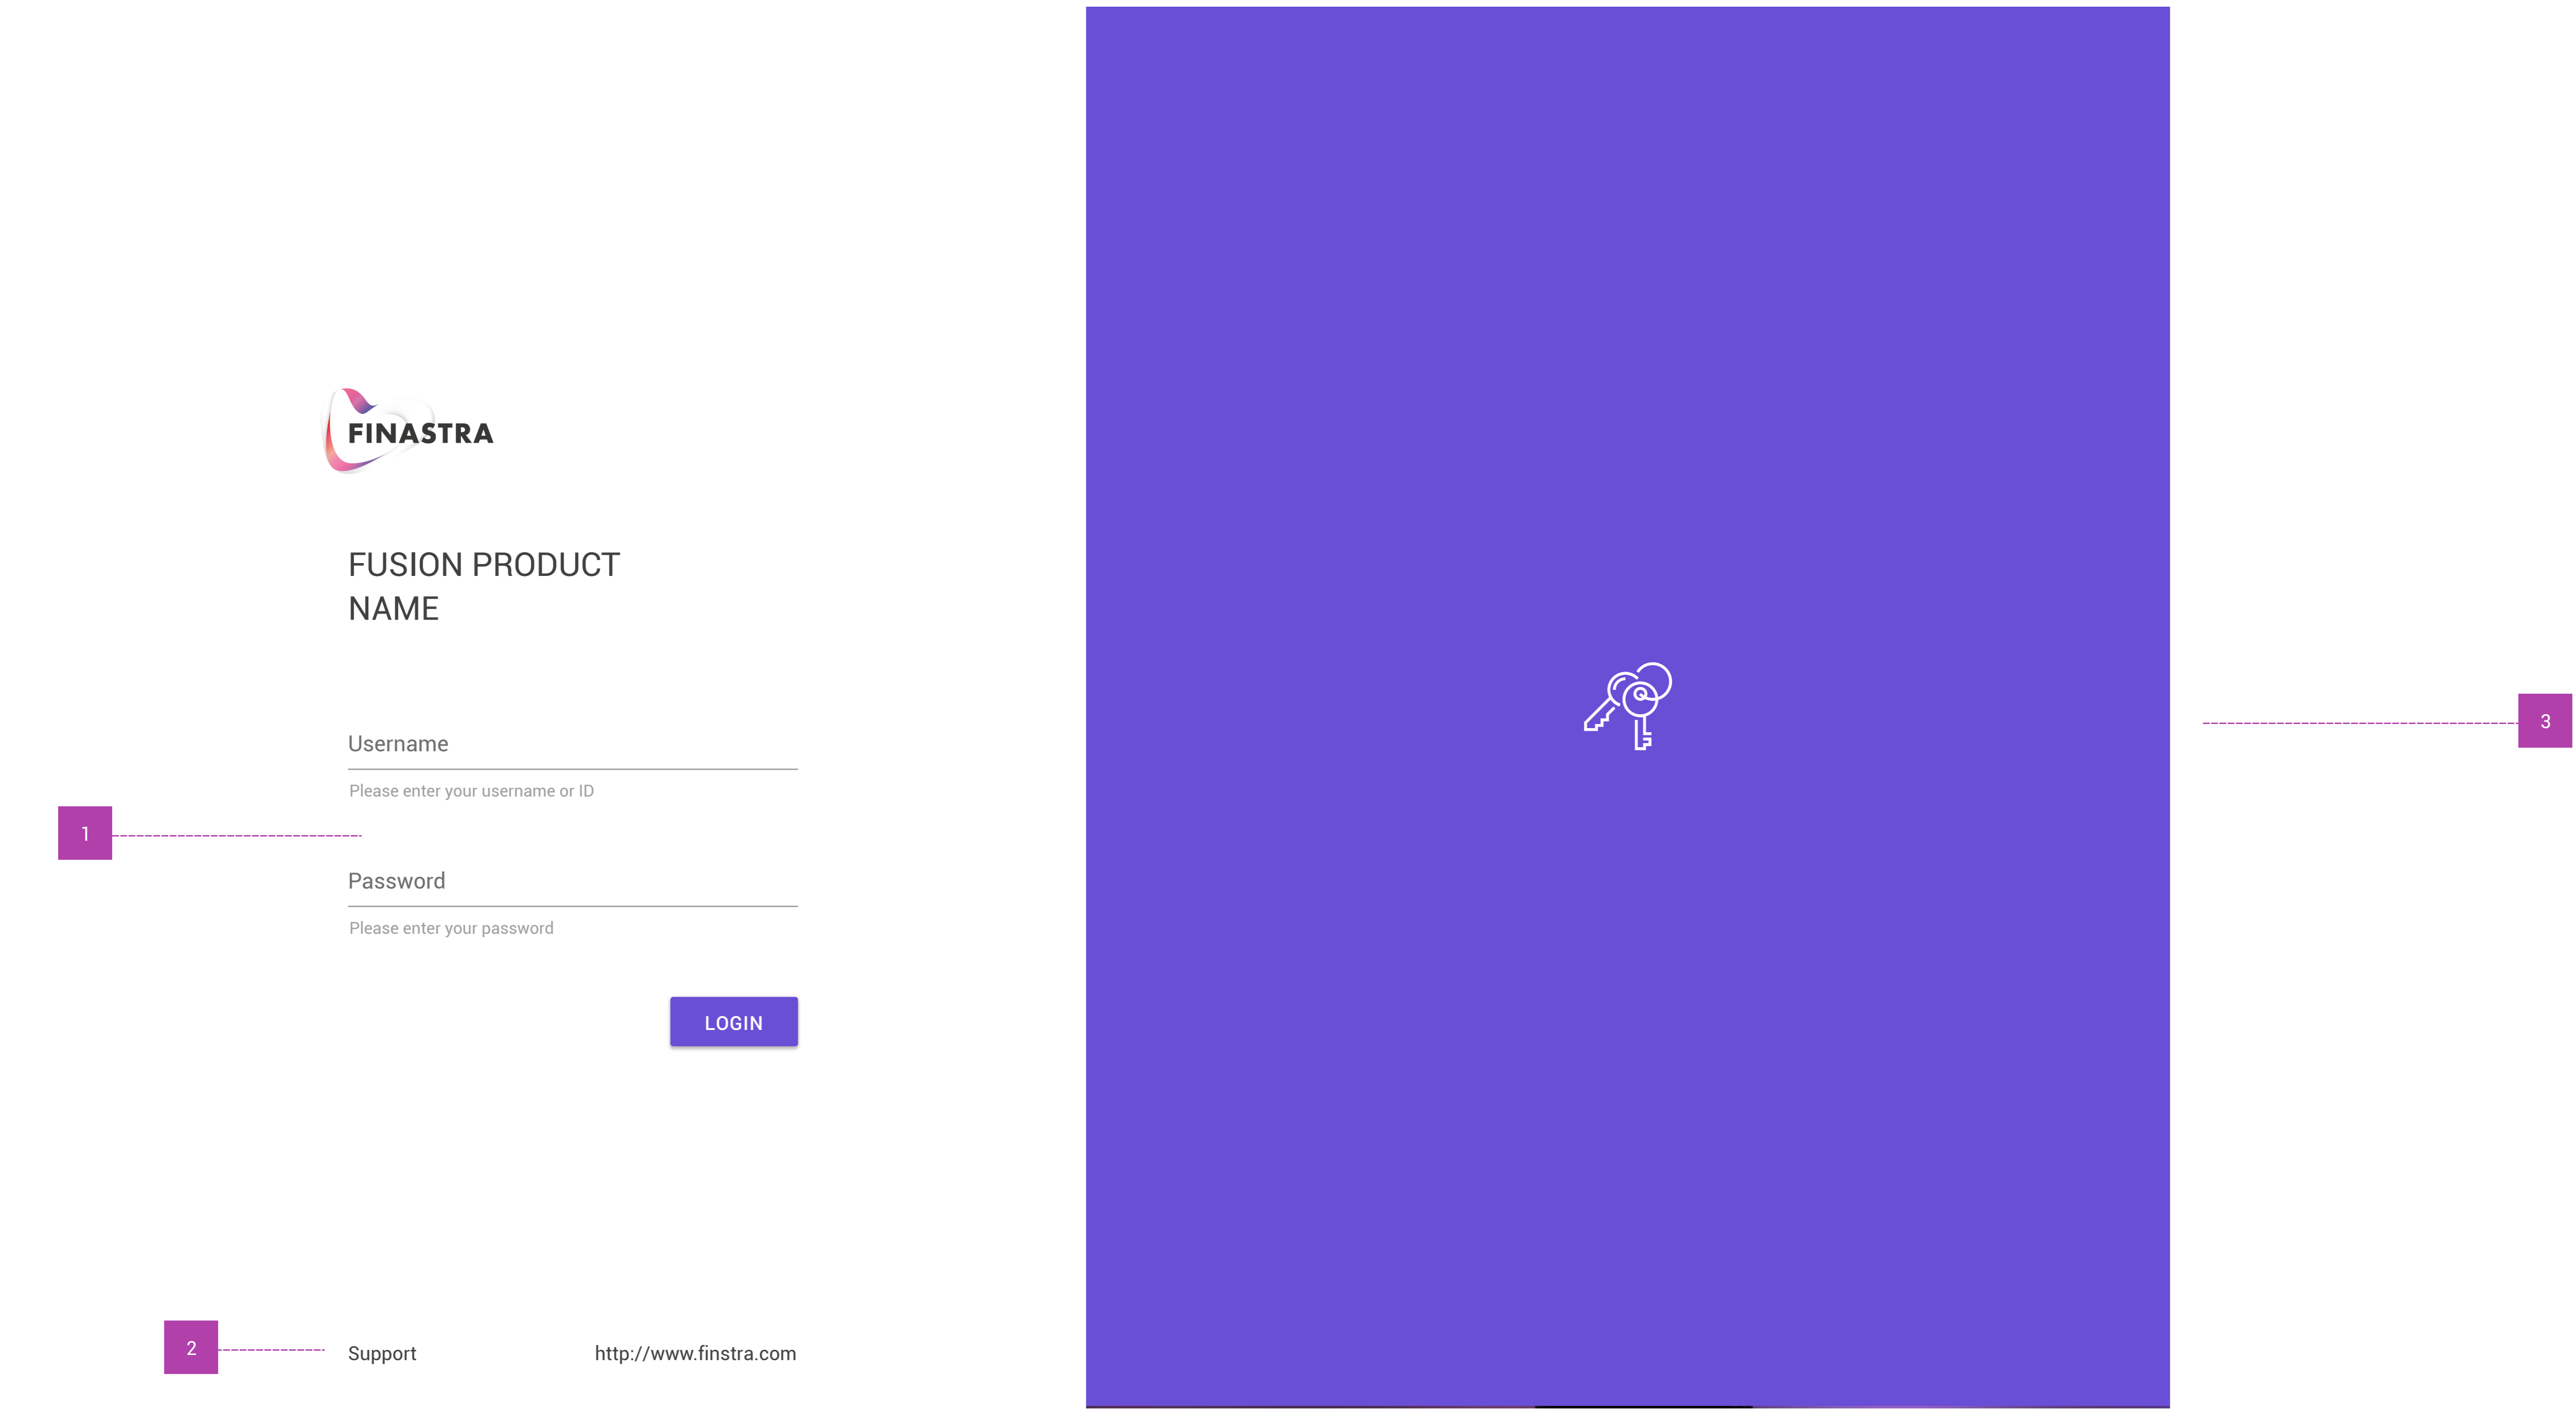 FINASTRA
FUSION PRODUCT
NAME
Username
Please enter your username or ID
1
Password
Please enter your password
LOGIN
2
Support
http://www.finstra.com
3